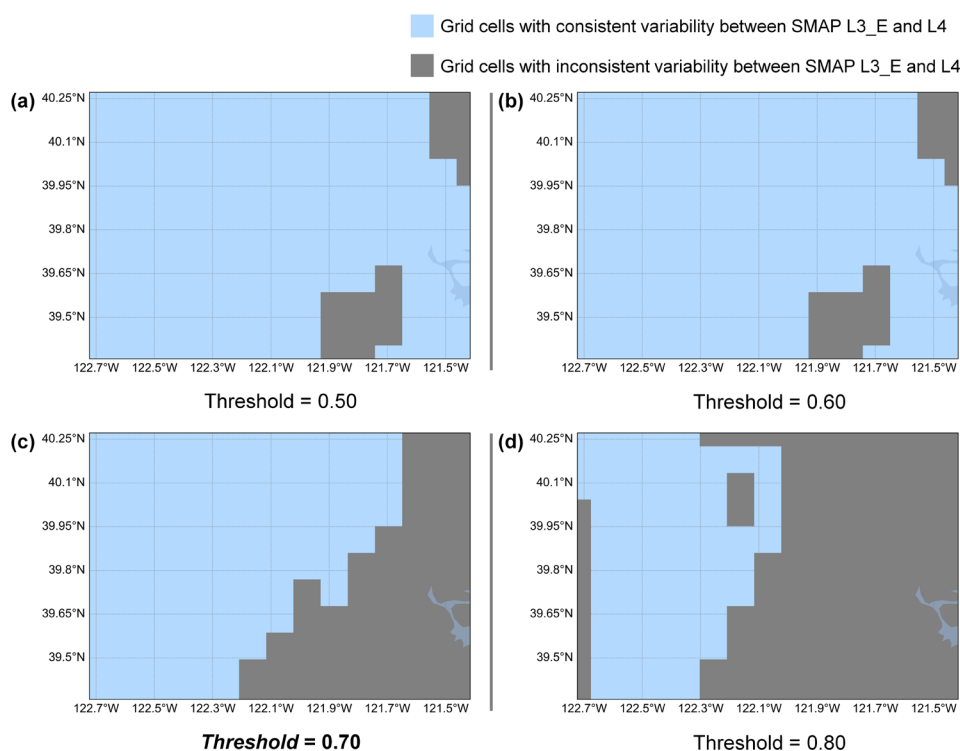 Grid cells with consistent variability between SMAP L3_E and L4
Grid cells with inconsistent variability between SMAP L3_E and L4
(a)
40.25°N
40.1°N
39.95°N
39.8°N
39.65°N
39.5°N
122.7°W 122.5°W 122.3°W 122.1°W 121.9°W 121.7°W 121.5°W
Threshold = 0.50
(b)
40.25°N
40.1°N
39.95°N
39.8°N
39.65°N
39.5°N
122.7°W 122.5°W 122.3°W 122.1°W 121.9°W 121.7°W 121.5°W
Threshold = 0.60
(c)
40.25°N
40.1°N
39.95°N
39.8°N
39.65°N
39.5°N
122.7°W 122.5°W 122.3°W 122.1°W 121.9°W 121.7°W 121.5°W
Threshold = 0.70
(d)
40.25°N
40.1°N
39.95°N
39.8°N
39.65°N
39.5°N
122.7°W 122.5°W 122.3°W 122.1°W 121.9°W 121.7°W 121.5°W
Threshold = 0.80